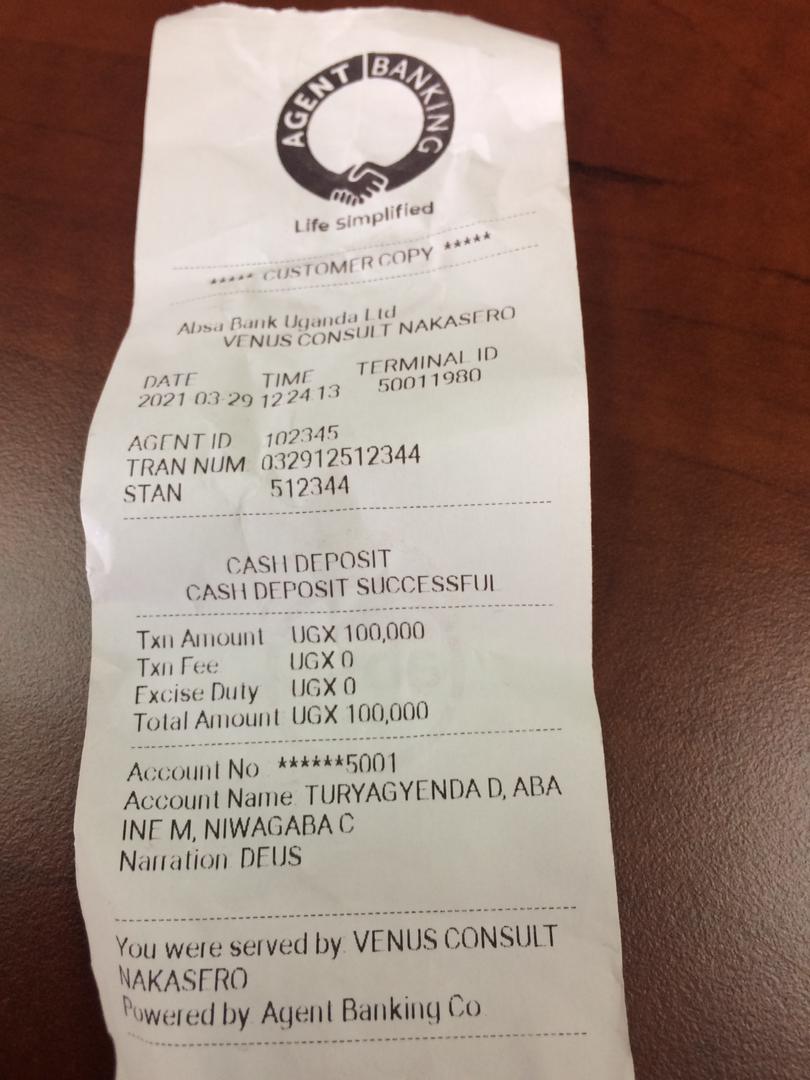 AGENT BANKING
Life Simplified
***** CUSTOMER COPY *****
Absa Bank Uganda Ltd
VENUS CONSULT NAKASERO
DATE TIME TERMINAL ID
2021-03-29 12:24:13 50011980
AGENT ID 102345
TRAN NUM 032912512344
STAN 512344
CASH DEPOSIT
CASH DEPOSIT SUCCESSFUL
Txn Amount UGX 100,000
Txn Fee UGX 0
Excise Duty UGX 0
Total Amount UGX 100,000
Account No ******5001
Account Name TURYAGYENDA D, ABA
INE M, NIWAGABA C
Narration DEUS
You were served by VENUS CONSULT
NAKASERO
Powered by Agent Banking Co